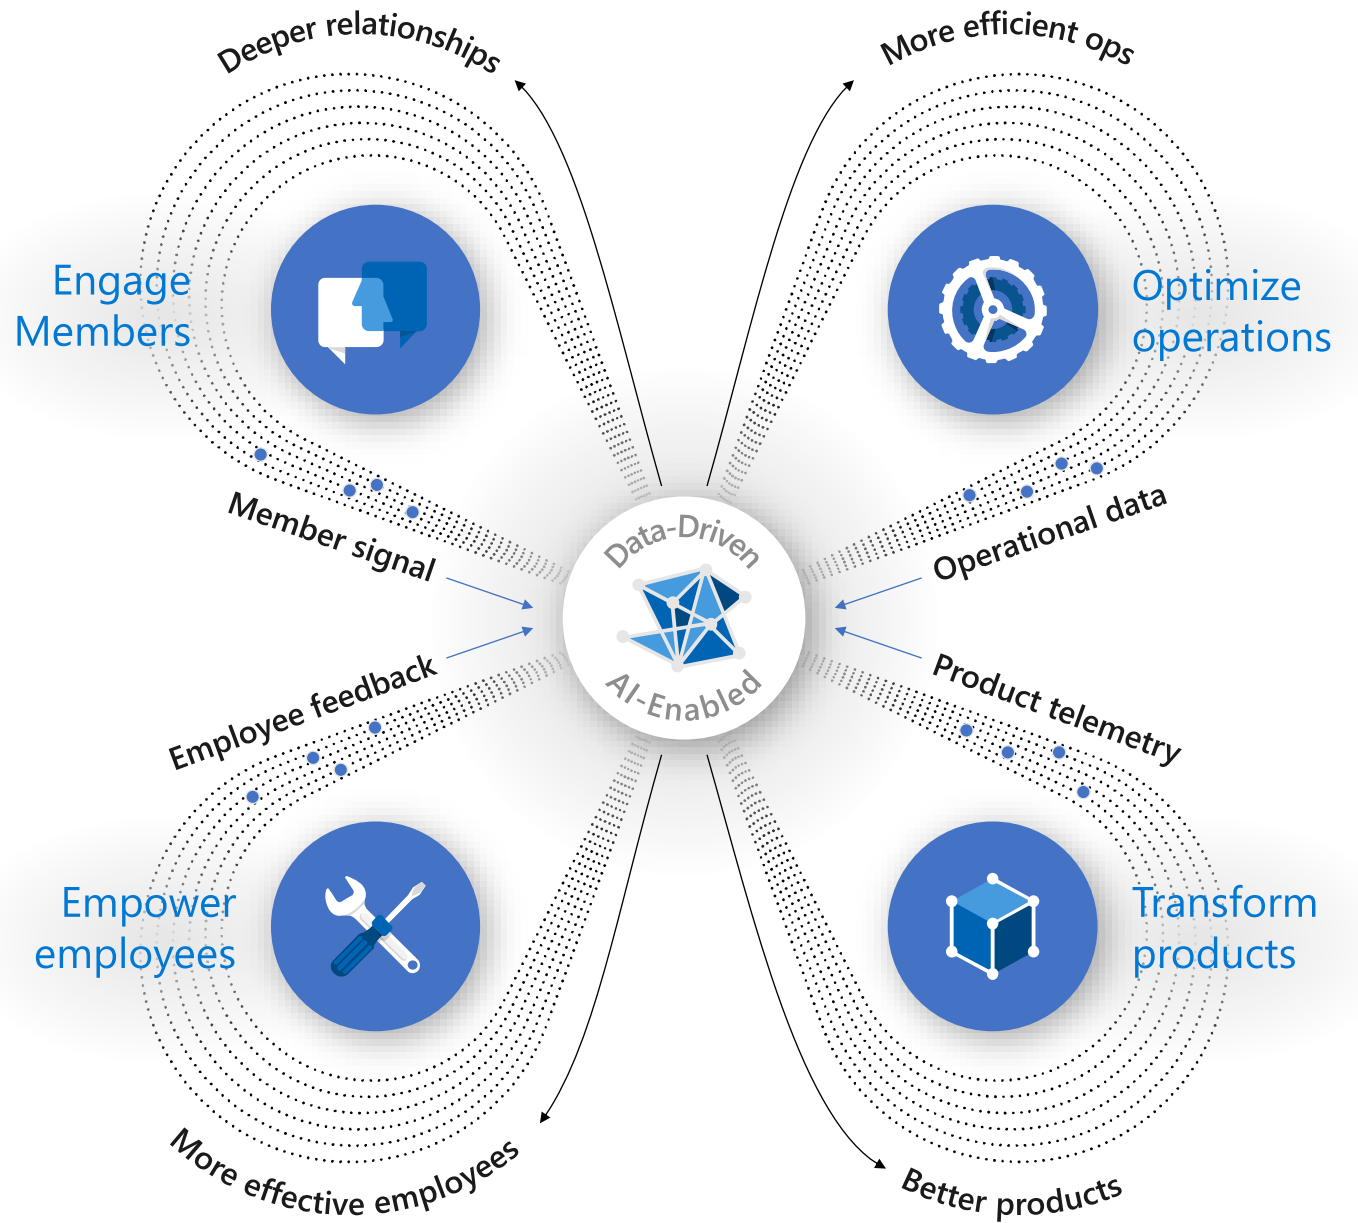 Deeper relationships
More efficient ops
Engage
Members
Optimize
operations
Member signal
Operational data
Data-Driven
AI-Enabled
Employee feedback
Product telemetry
Empower
employees
Transform
products
More effective employees
Better products